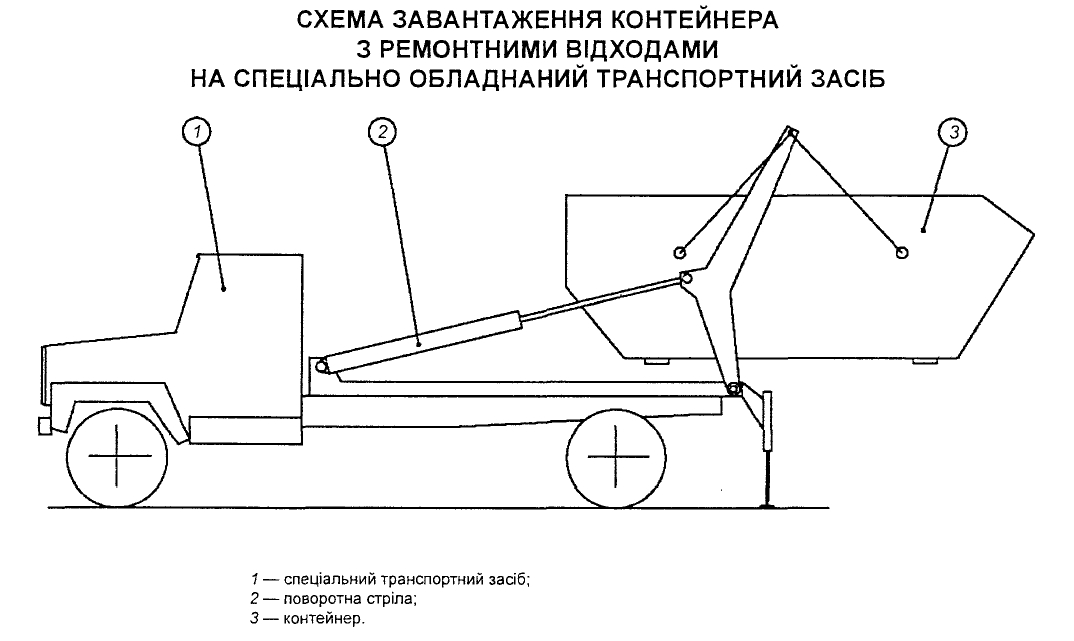 СХЕМА ЗАВАНТАЖЕННЯ КОНТЕЙНЕРА
З РЕМОНТНИМИ ВІДХОДАМИ
НА СПЕЦІАЛЬНО ОБЛАДНАНИЙ ТРАНСПОРТНИЙ ЗАСІБ
1 2 3
1 — спеціальний транспортний засіб;
2 — поворотна стріла;
3 — контейнер.